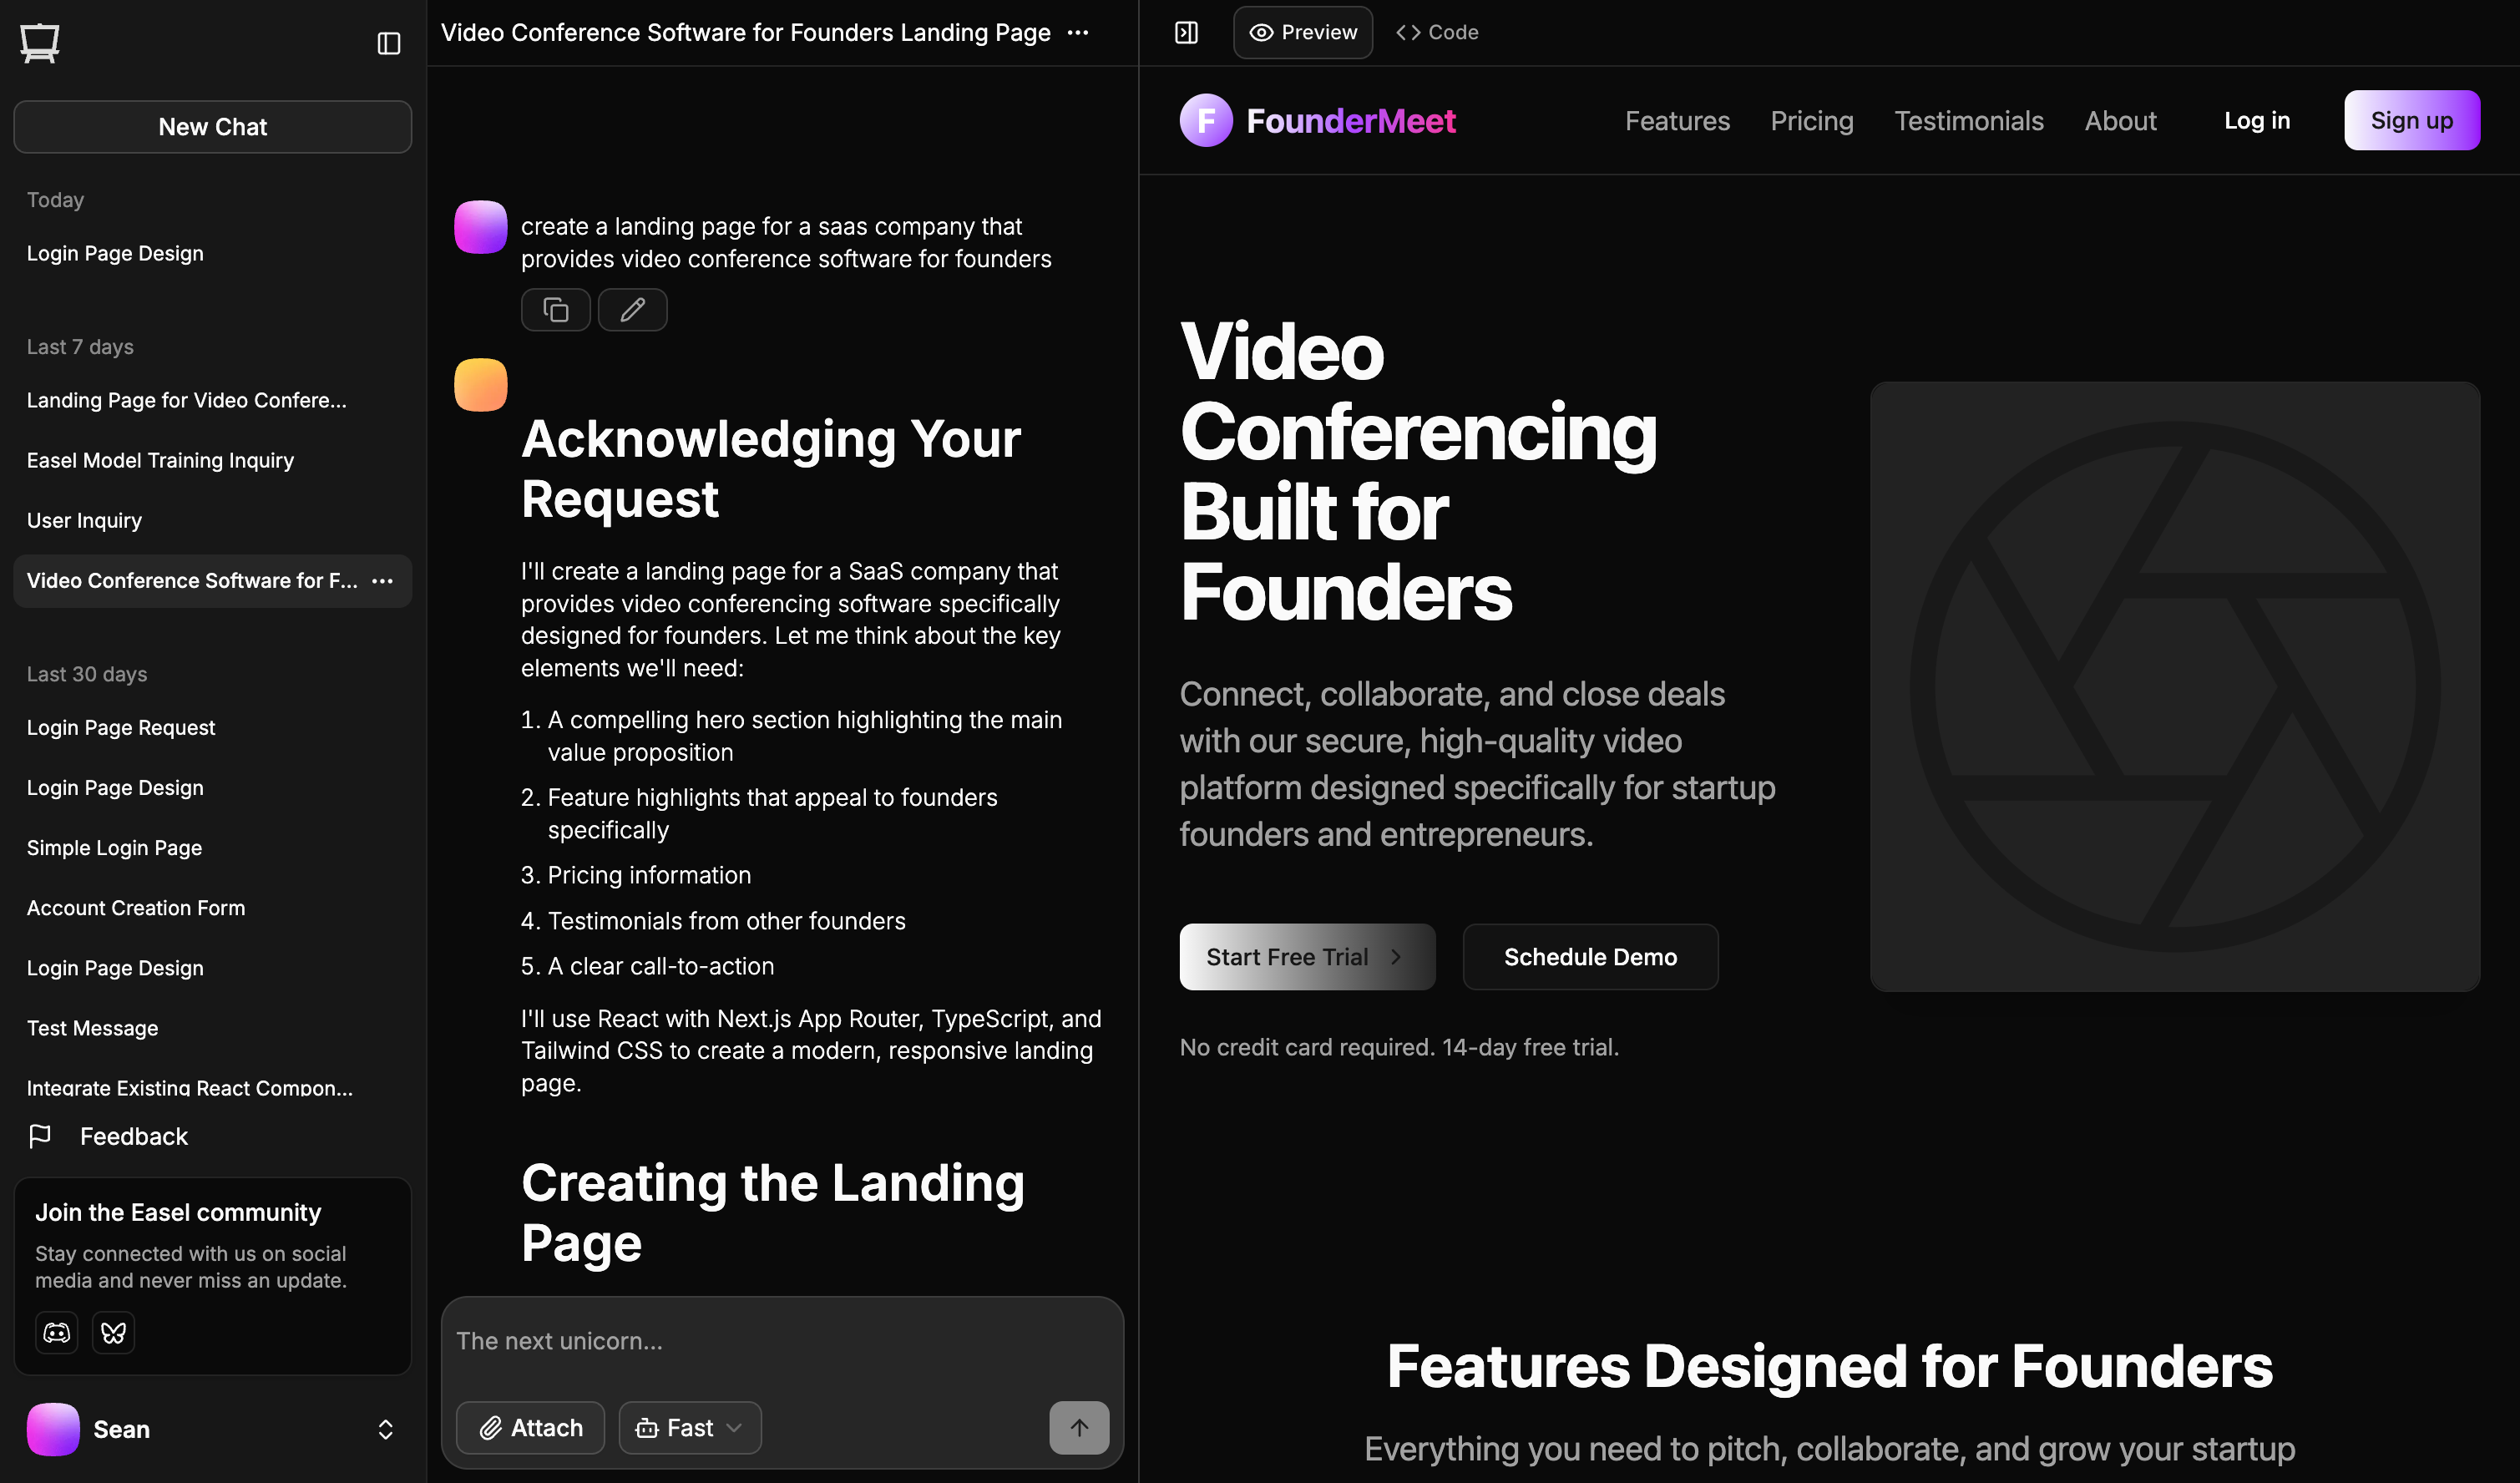 New Chat
Today
Login Page Design
Last 7 days
Landing Page for Video Confere...
Easel Model Training Inquiry
User Inquiry
Video Conference Software for F...
Last 30 days
Login Page Request
Login Page Design
Simple Login Page
Account Creation Form
Login Page Design
Test Message
Integrate Existing React Compon...
Feedback
Join the Easel community
Stay connected with us on social
media and never miss an update.
Sean
Video Conference Software for Founders Landing Page
create a landing page for a saas company that
provides video conference software for founders
Acknowledging Your
Request
I'll create a landing page for a SaaS company that
provides video conferencing software specifically
designed for founders. Let me think about the key
elements we'll need:
1. A compelling hero section highlighting the main
value proposition
2. Feature highlights that appeal to founders
specifically
3. Pricing information
4. Testimonials from other founders
5. A clear call-to-action
I'll use React with Next.js App Router, TypeScript, and
Tailwind CSS to create a modern, responsive landing
page.
Creating the Landing
Page
The next unicorn...
Attach
Fast
Preview
Code
F FounderMeet
Features
Pricing
Testimonials
About
Log in
Sign up
Video
Conferencing
Built for
Founders
Connect, collaborate, and close deals
with our secure, high-quality video
platform designed specifically for startup
founders and entrepreneurs.
Start Free Trial
Schedule Demo
No credit card required. 14-day free trial.
Features Designed for Founders
Everything you need to pitch, collaborate, and grow your startup